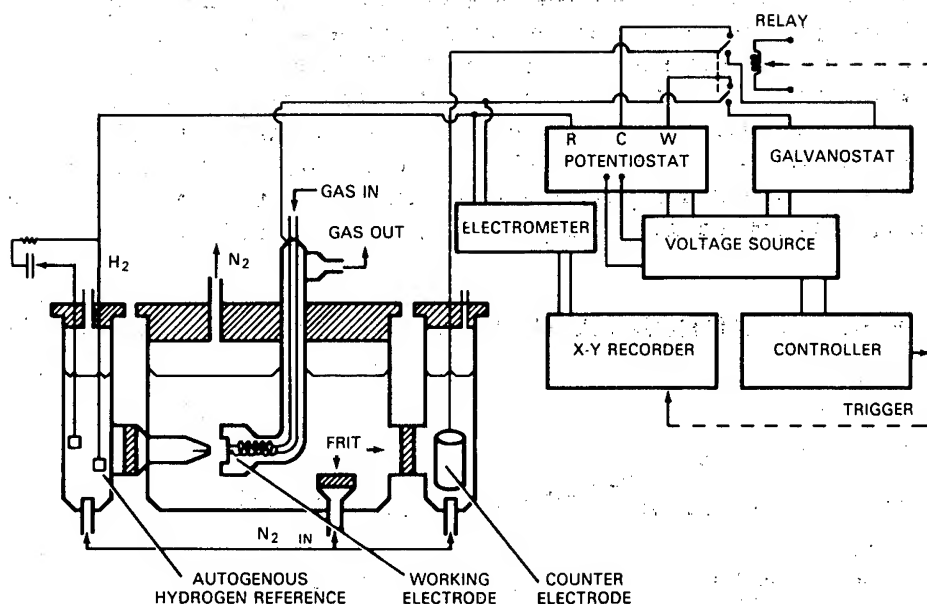 RELAY
R C W
POTENTIOSTAT
GALVANOSTAT
GAS IN
ELECTROMETER
GAS OUT
VOLTAGE SOURCE
H2
N2
X-Y RECORDER
CONTROLLER
TRIGGER
FRIT
N2 IN
AUTOGENOUS
HYDROGEN REFERENCE
WORKING
ELECTRODE
COUNTER
ELECTRODE